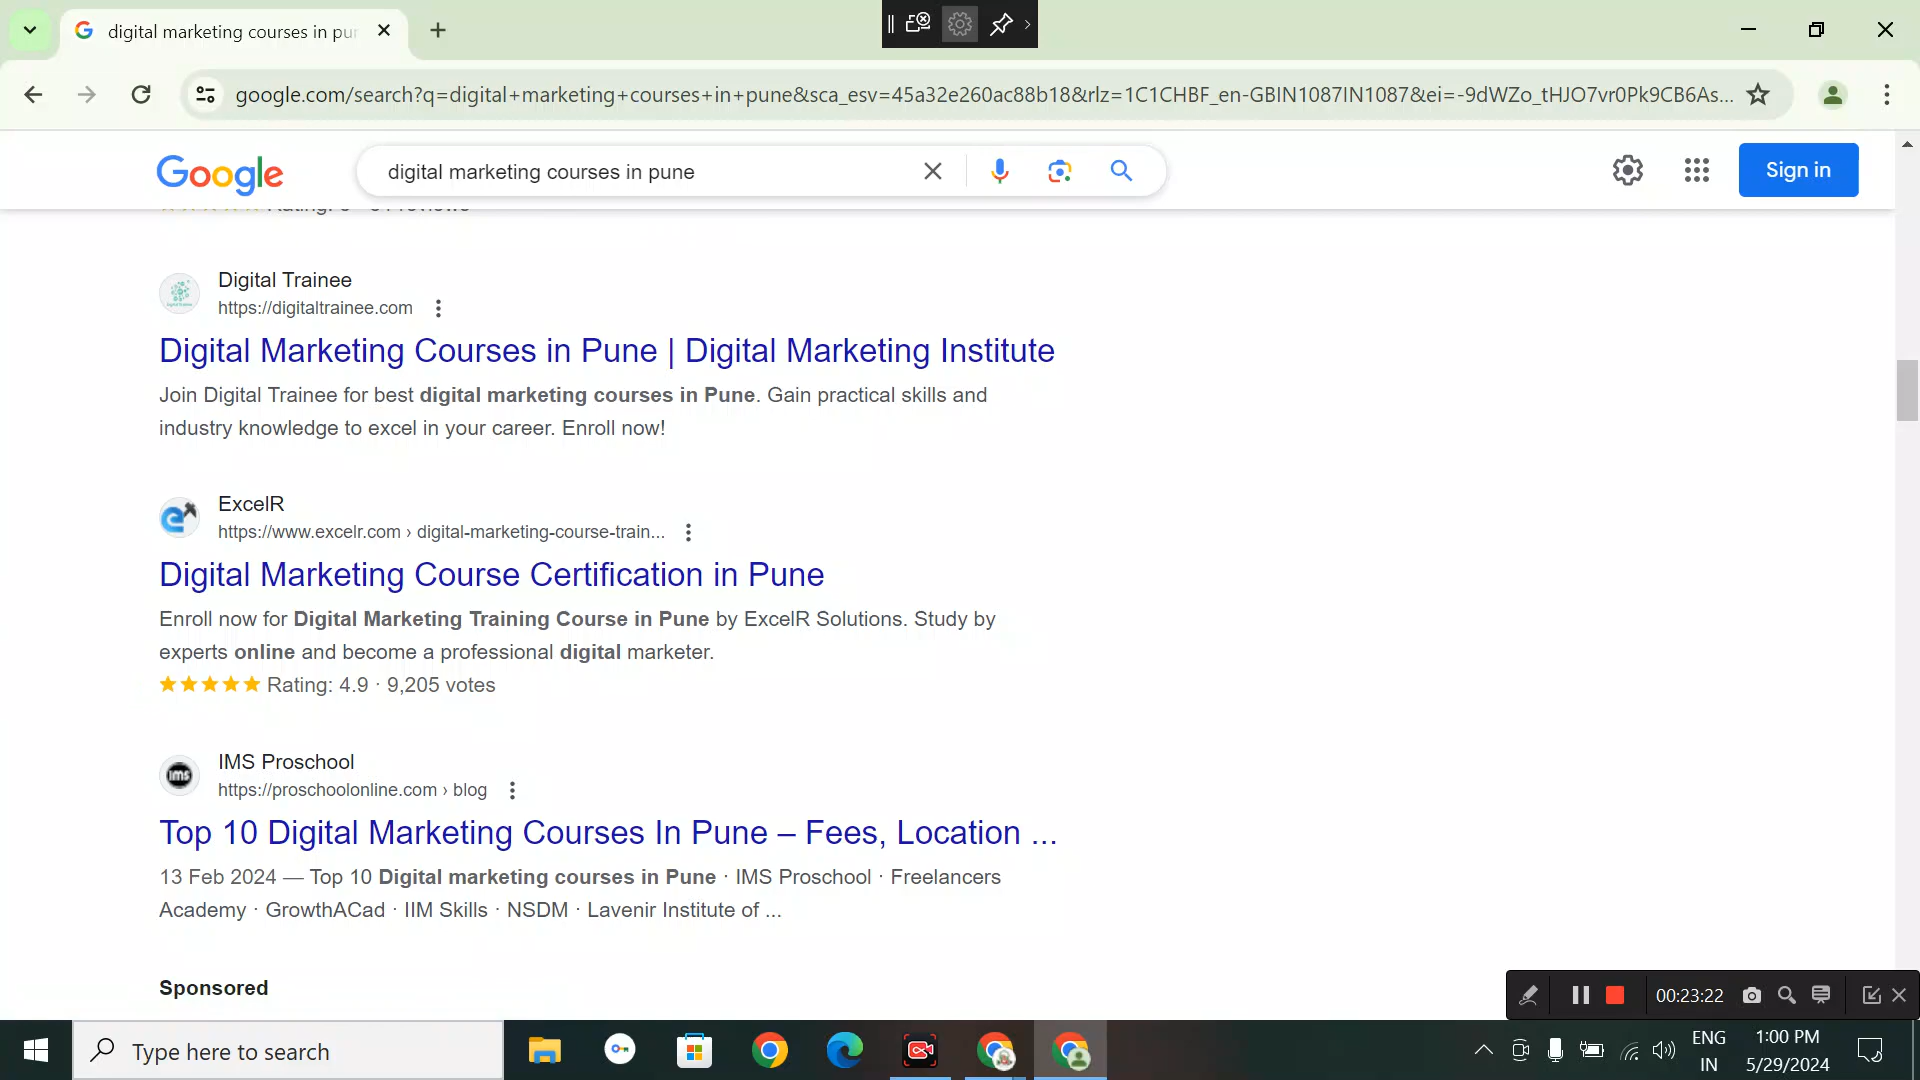 digital marketing courses in pur
google.com/search?q=digital+marketing+courses+in+pune&sca_esv=45a32e260ac88b18&rlz=1C1CHBF_en-GBIN1087IN1087&ei=-9dWZo_tHJO7vr0Pk9CB6As...
Google
digital marketing courses in pune
Sign in
Digital Trainee
https://digitaltrainee.com
Digital Marketing Courses in Pune | Digital Marketing Institute
Join Digital Trainee for best digital marketing courses in Pune. Gain practical skills and
industry knowledge to excel in your career. Enroll now!
ExcelR
https://www.excelr.com › digital-marketing-course-train...
Digital Marketing Course Certification in Pune
Enroll now for Digital Marketing Training Course in Pune by ExcelR Solutions. Study by
experts online and become a professional digital marketer.
Rating: 4.9 · 9,205 votes
IMS Proschool
https://proschoolonline.com › blog
Top 10 Digital Marketing Courses In Pune – Fees, Location ...
13 Feb 2024 — Top 10 Digital marketing courses in Pune · IMS Proschool · Freelancers
Academy · GrowthACad · IIM Skills · NSDM · Lavenir Institute of ...
Sponsored
00:23:22
Type here to search
ENG
IN
1:00 PM
5/29/2024